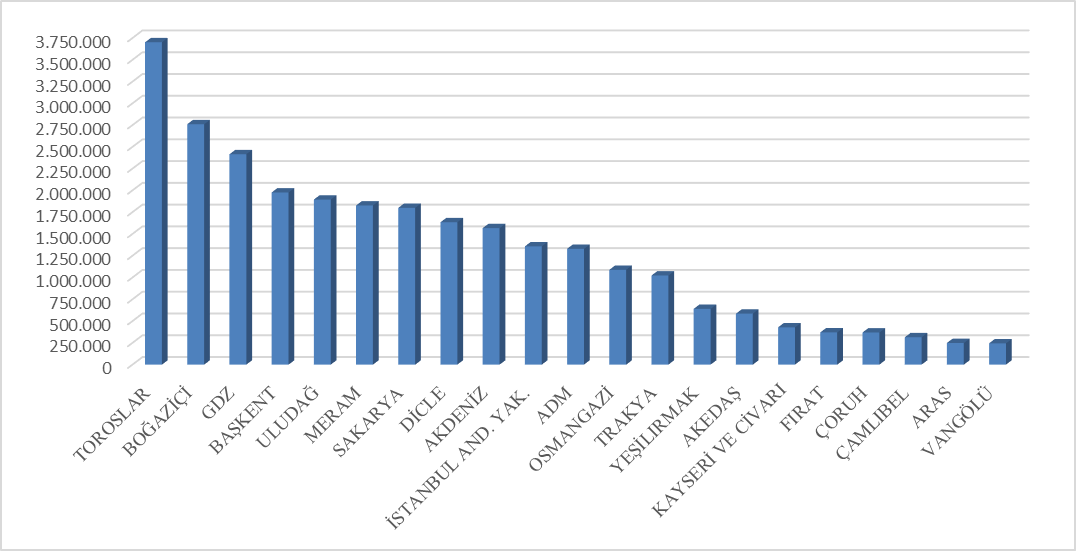 3.750.000
3.500.000
3.250.000
3.000.000
2.750.000
2.500.000
2.250.000
2.000.000
1.750.000
1.500.000
1.250.000
1.000.000
750.000
500.000
250.000
0
TOROSLAR
BOĞAZİÇİ
GDZ
BAŞKENT
ULUDAĞ
MERAM
SAKARYA
DİCLE
AKDENİZ
İSTANBUL AND. YAK.
ADM
OSMANGAZİ
TRAKYA
YEŞİLIRMAK
AKEDAŞ
KAYSERİ VE CİVARI
FIRAT
ÇORUH
ÇAMLIBEL
ARAS
VANGÖLÜ